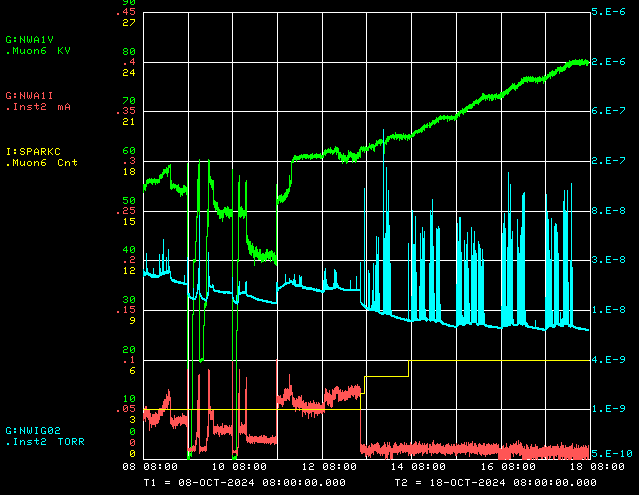 90
.45
27
5.E-6
G:NWA1V
.Muon6 KV
80
.4
24
2.E-6
G:NWA1I
.Inst2 mA
70
.35
21
6.E-7
I:SPARKC
.Muon6 Cnt
60
.3
18
2.E-7
50
.25
15
8.E-8
40
.2
12
3.E-8
30
.15
9
1.E-8
20
.1
6
4.E-9
10
.05
3
1.E-9
G:NWIG02
.Inst2 TORR
0
0
0
5.E-10
08 08:00 10 08:00 12 08:00 14 08:00 16 08:00 18 08:00
T1 = 08-OCT-2024 08:00:00.000 T2 = 18-OCT-2024 08:00:00.000